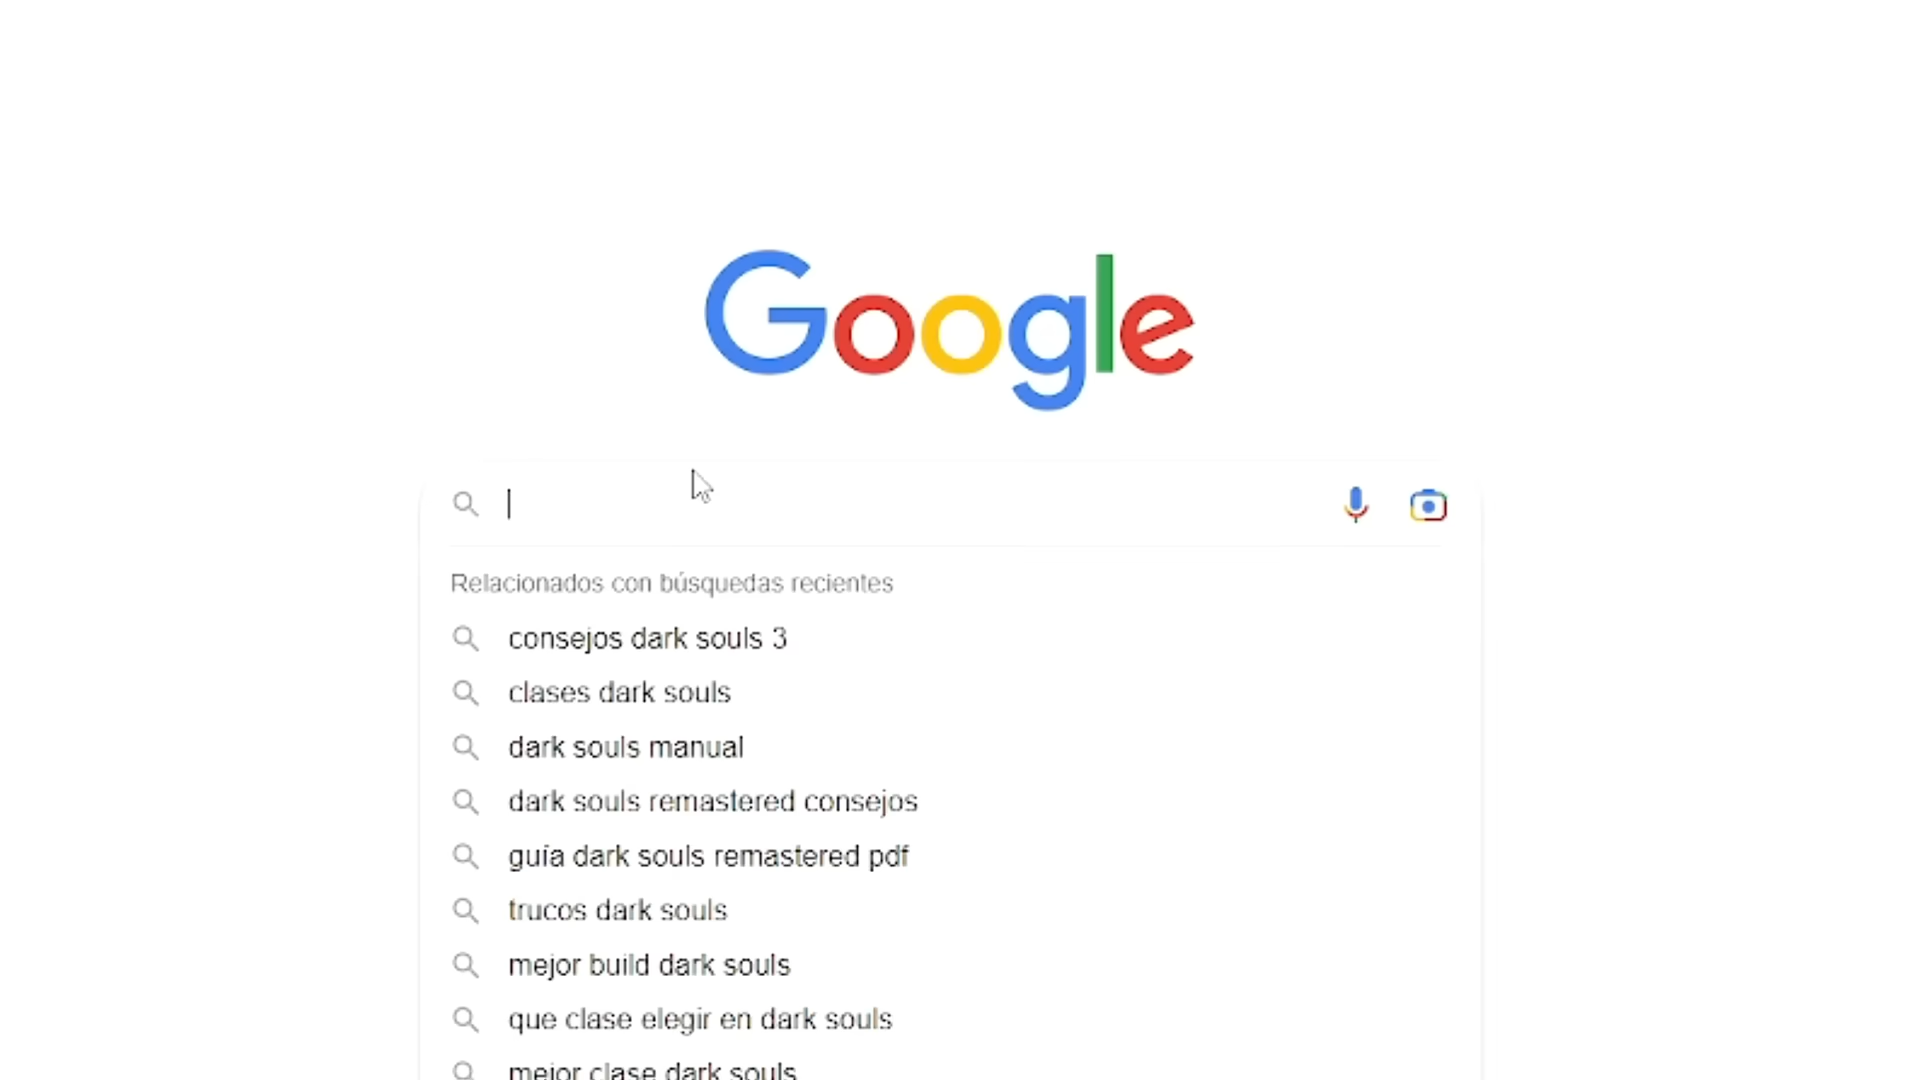 Google
Relacionados con búsquedas recientes
consejos dark souls 3
clases dark souls
dark souls manual
dark souls remastered consejos
guía dark souls remastered pdf
trucos dark souls
mejor build dark souls
que clase elegir en dark souls
mejor clase dark souls